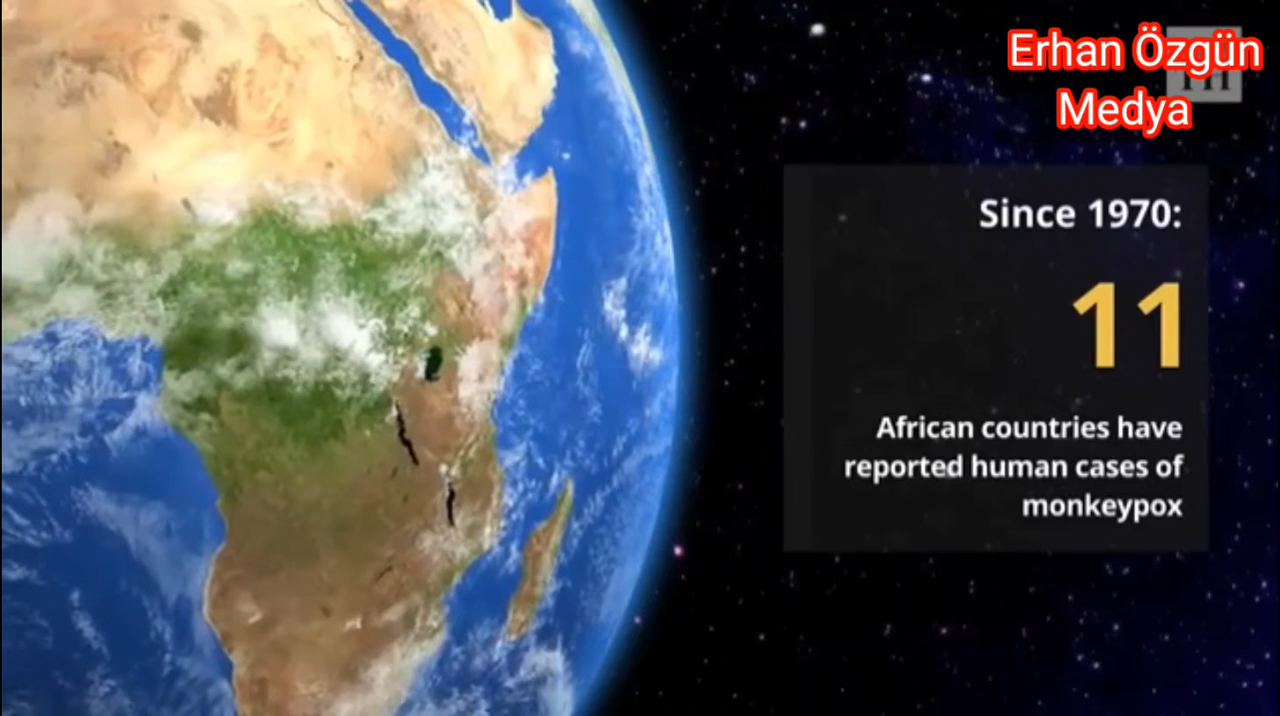 Erhan Özgün
Medya
Since 1970:
11
African countries have
reported human cases of
monkeypox